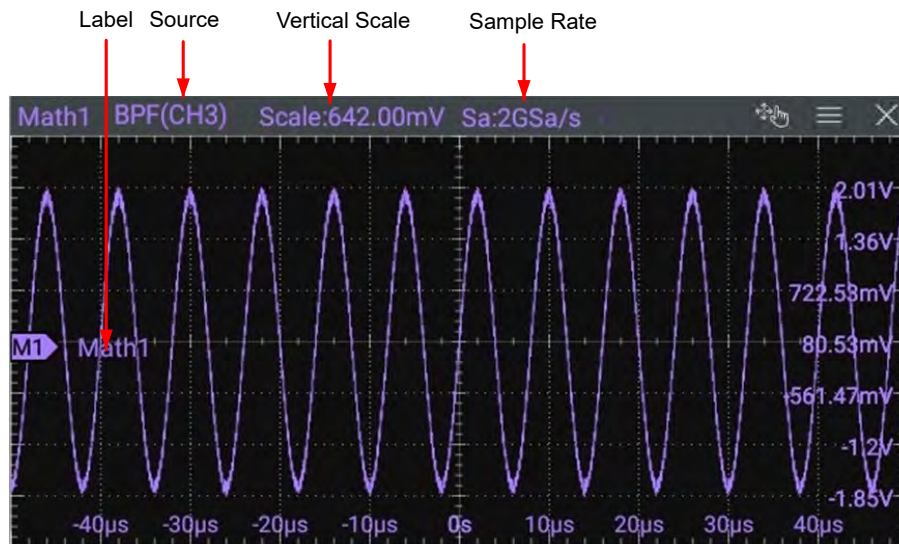 Label Source Vertical Scale Sample Rate
Math1 BPF(CH3) Scale:642.00mV Sa:2GSa/s
2.01V
1.36V
722.53mV
M1 Math1 80.53mV
-561.47mV
-1.2V
-1.85V
-40μs -30μs -20μs -10μs 0s 10μs 20μs 30μs 40μs